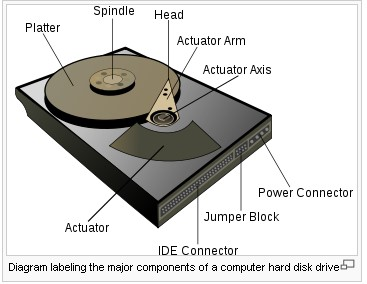 Spindle
Head
Platter
Actuator Arm
Actuator Axis
Power Connector
Jumper Block
Actuator
IDE Connector
Diagram labeling the major components of a computer hard disk drive